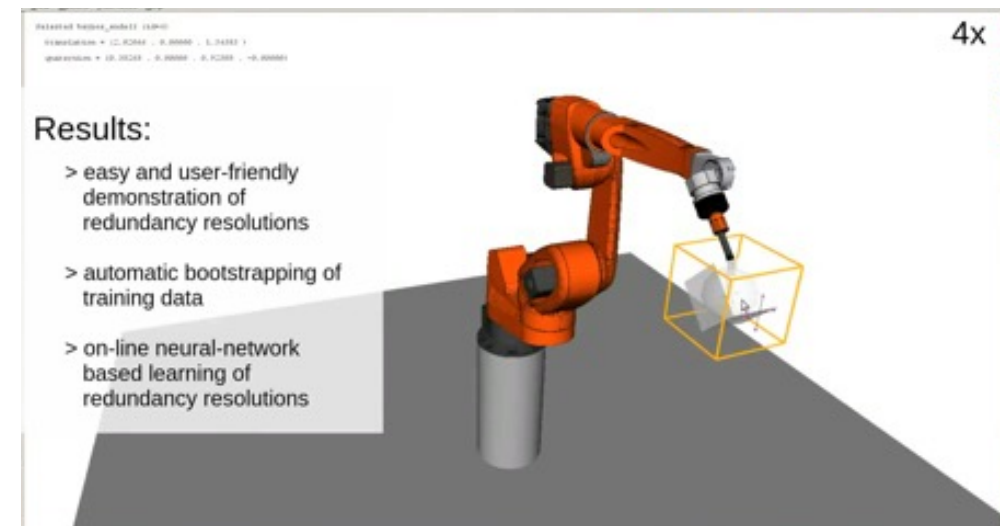 4x
Results:
> easy and user-friendly
demonstration of
redundancy resolutions
> automatic bootstrapping of
training data
> on-line neural-network
based learning of
redundancy resolutions